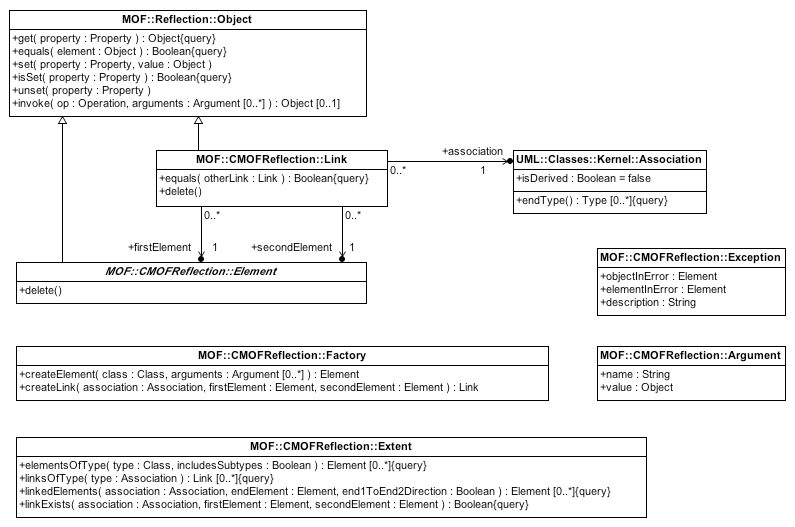 MOF::Reflection::Object
+get( property : Property ) : Object{query}
+equals( element : Object ) : Boolean{query}
+set( property : Property, value : Object )
+isSet( property : Property ) : Boolean{query}
+unset( property : Property )
+invoke( op : Operation, arguments : Argument [0..*] ) : Object [0..1]
MOF::CMOFReflection::Link
+equals( otherLink : Link ) : Boolean{query}
+delete()
+association
0..*
1
UML::Classes::Kernel::Association
+isDerived : Boolean = false
+endType() : Type [0..*]{query}
0..*
0..*
+firstElement
1
+secondElement
1
MOF::CMOFReflection::Element
+delete()
MOF::CMOFReflection::Exception
+objectInError : Element
+elementInError : Element
+description : String
MOF::CMOFReflection::Factory
+createElement( class : Class, arguments : Argument [0..*] ) : Element
+createLink( association : Association, firstElement : Element, secondElement : Element ) : Link
MOF::CMOFReflection::Argument
+name : String
+value : Object
MOF::CMOFReflection::Extent
+elementsOfType( type : Class, includesSubtypes : Boolean ) : Element [0..*]{query}
+linksOfType( type : Association ) : Link [0..*]{query}
+linkedElements( association : Association, endElement : Element, end1ToEnd2Direction : Boolean ) : Element [0..*]{query}
+linkExists( association : Association, firstElement : Element, secondElement : Element ) : Boolean{query}